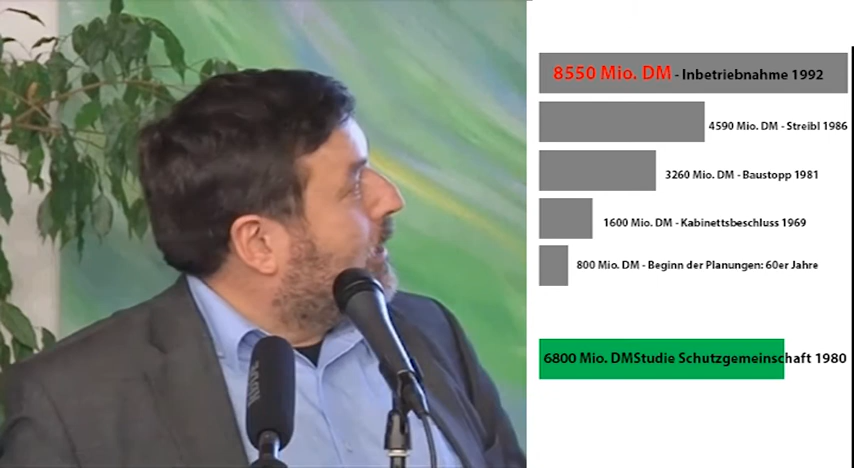 8550 Mio. DM - Inbetriebnahme 1992
4590 Mio. DM - Streibl 1986
3260 Mio. DM - Baustopp 1981
1600 Mio. DM - Kabinettsbeschluss 1969
800 Mio. DM - Beginn der Planungen: 60er Jahre
6800 Mio. DMStudie Schutzgemeinschaft 1980